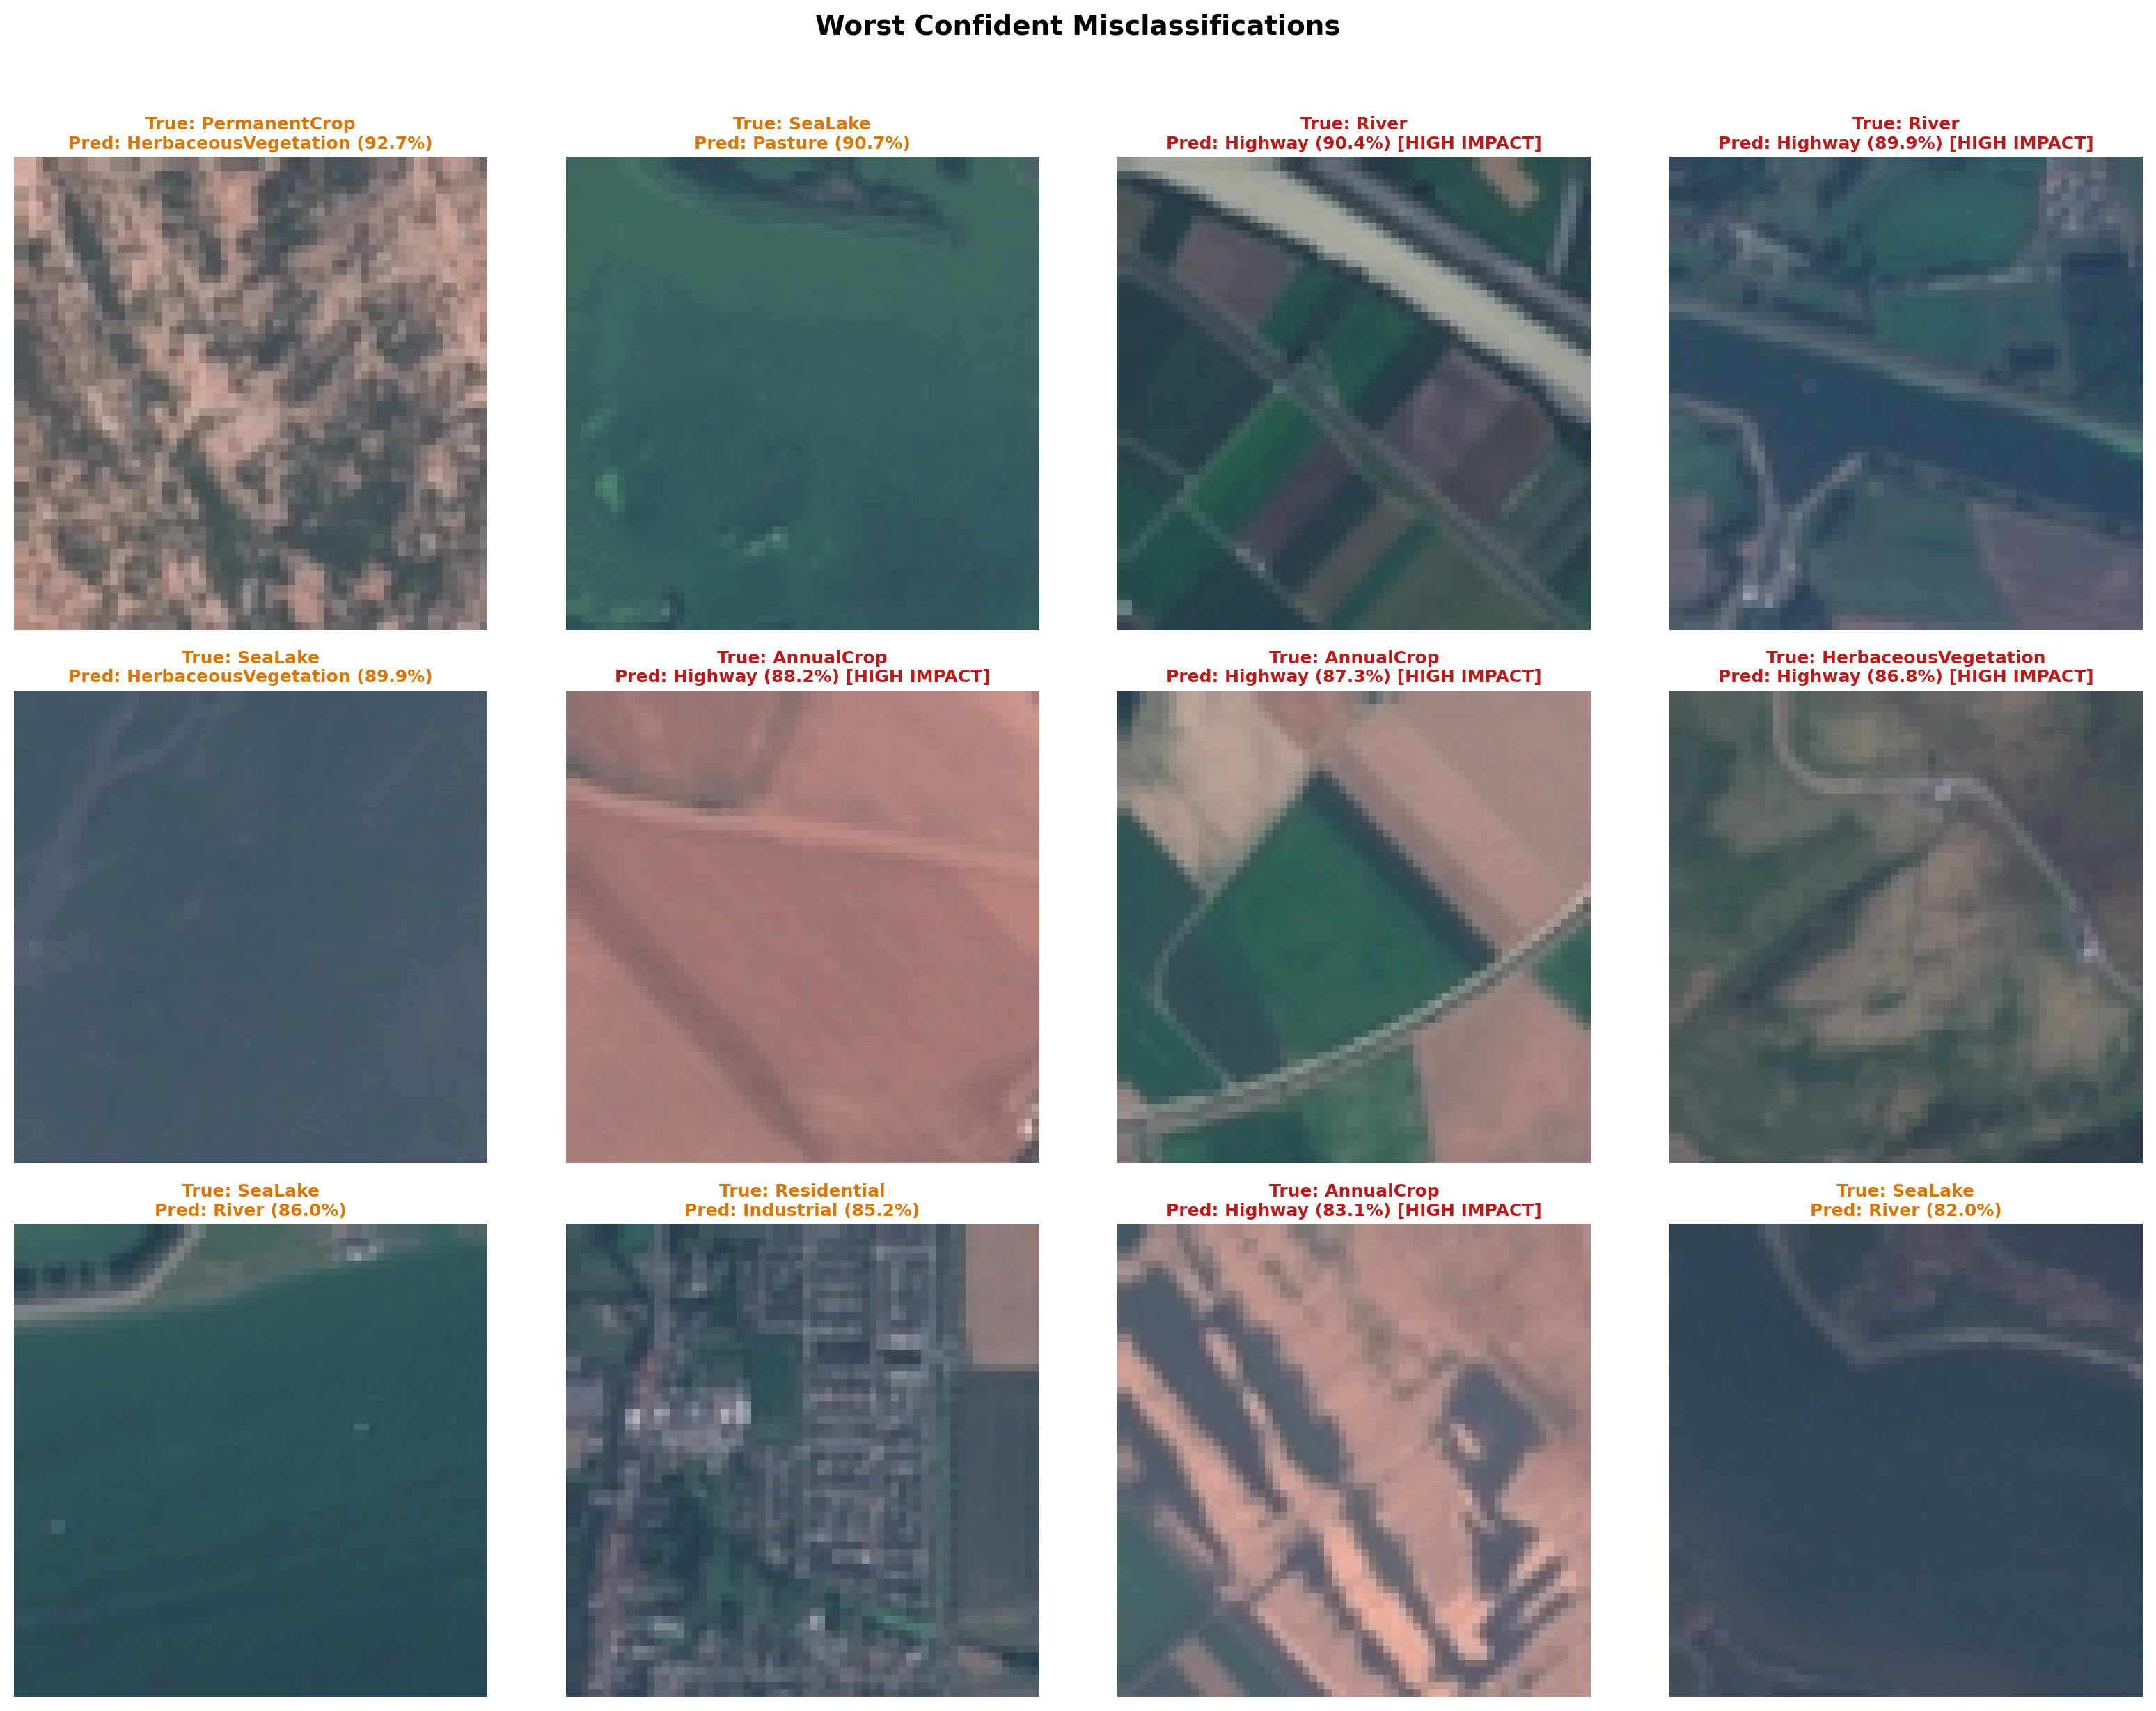 Worst Confident Misclassifications
True: PermanentCrop
Pred: HerbaceousVegetation (92.7%)
True: SeaLake
Pred: Pasture (90.7%)
True: River
Pred: Highway (90.4%) [HIGH IMPACT]
True: River
Pred: Highway (89.9%) [HIGH IMPACT]
True: SeaLake
Pred: HerbaceousVegetation (89.9%)
True: AnnualCrop
Pred: Highway (88.2%) [HIGH IMPACT]
True: AnnualCrop
Pred: Highway (87.3%) [HIGH IMPACT]
True: HerbaceousVegetation
Pred: Highway (86.8%) [HIGH IMPACT]
True: SeaLake
Pred: River (86.0%)
True: Residential
Pred: Industrial (85.2%)
True: AnnualCrop
Pred: Highway (83.1%) [HIGH IMPACT]
True: SeaLake
Pred: River (82.0%)